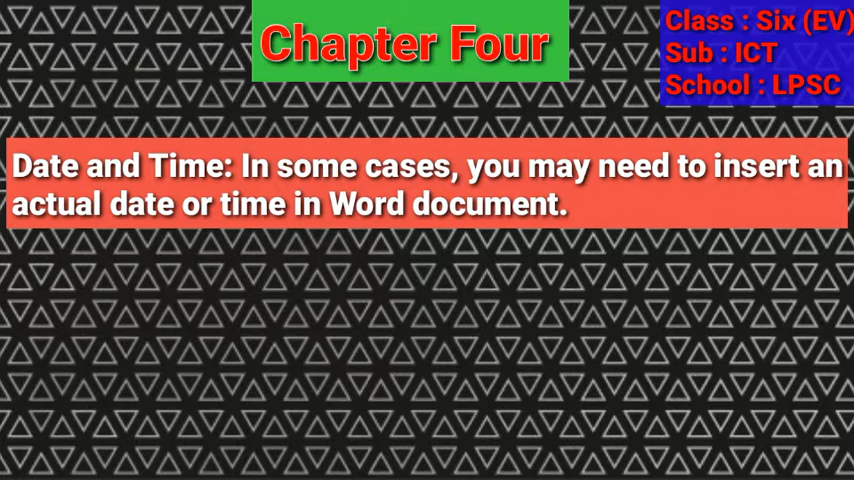 Chapter Four
Class : Six (EV)
Sub : ICT
School : LPSC
Date and Time: In some cases, you may need to insert an
actual date or time in Word document.